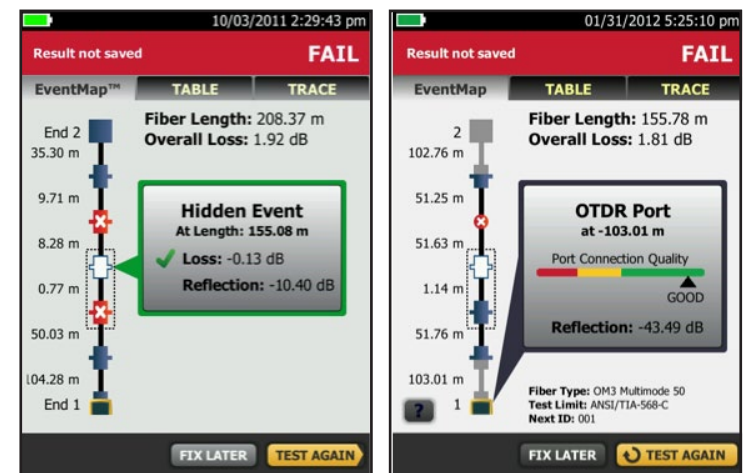 10/03/2011 2:29:43 pm
Result not saved FAIL
EventMap™ TABLE TRACE
Fiber Length: 208.37 m
Overall Loss: 1.92 dB
End 2
35.30 m
9.71 m
8.28 m
0.77 m
50.03 m
104.28 m
End 1
Hidden Event
At Length: 155.08 m
Loss: -0.13 dB
Reflection: -10.40 dB
FIX LATER TEST AGAIN
01/31/2012 5:25:10 pm
Result not saved FAIL
EventMap TABLE TRACE
Fiber Length: 155.78 m
Overall Loss: 1.81 dB
2
102.76 m
51.25 m
51.63 m
1.14 m
51.76 m
103.01 m
1
OTDR Port
at -103.01 m
Port Connection Quality
GOOD
Reflection: -43.49 dB
Fiber Type: OM3 Multimode 50
Test Limit: ANSI/TIA-568-C
Next ID: 001
?
FIX LATER TEST AGAIN